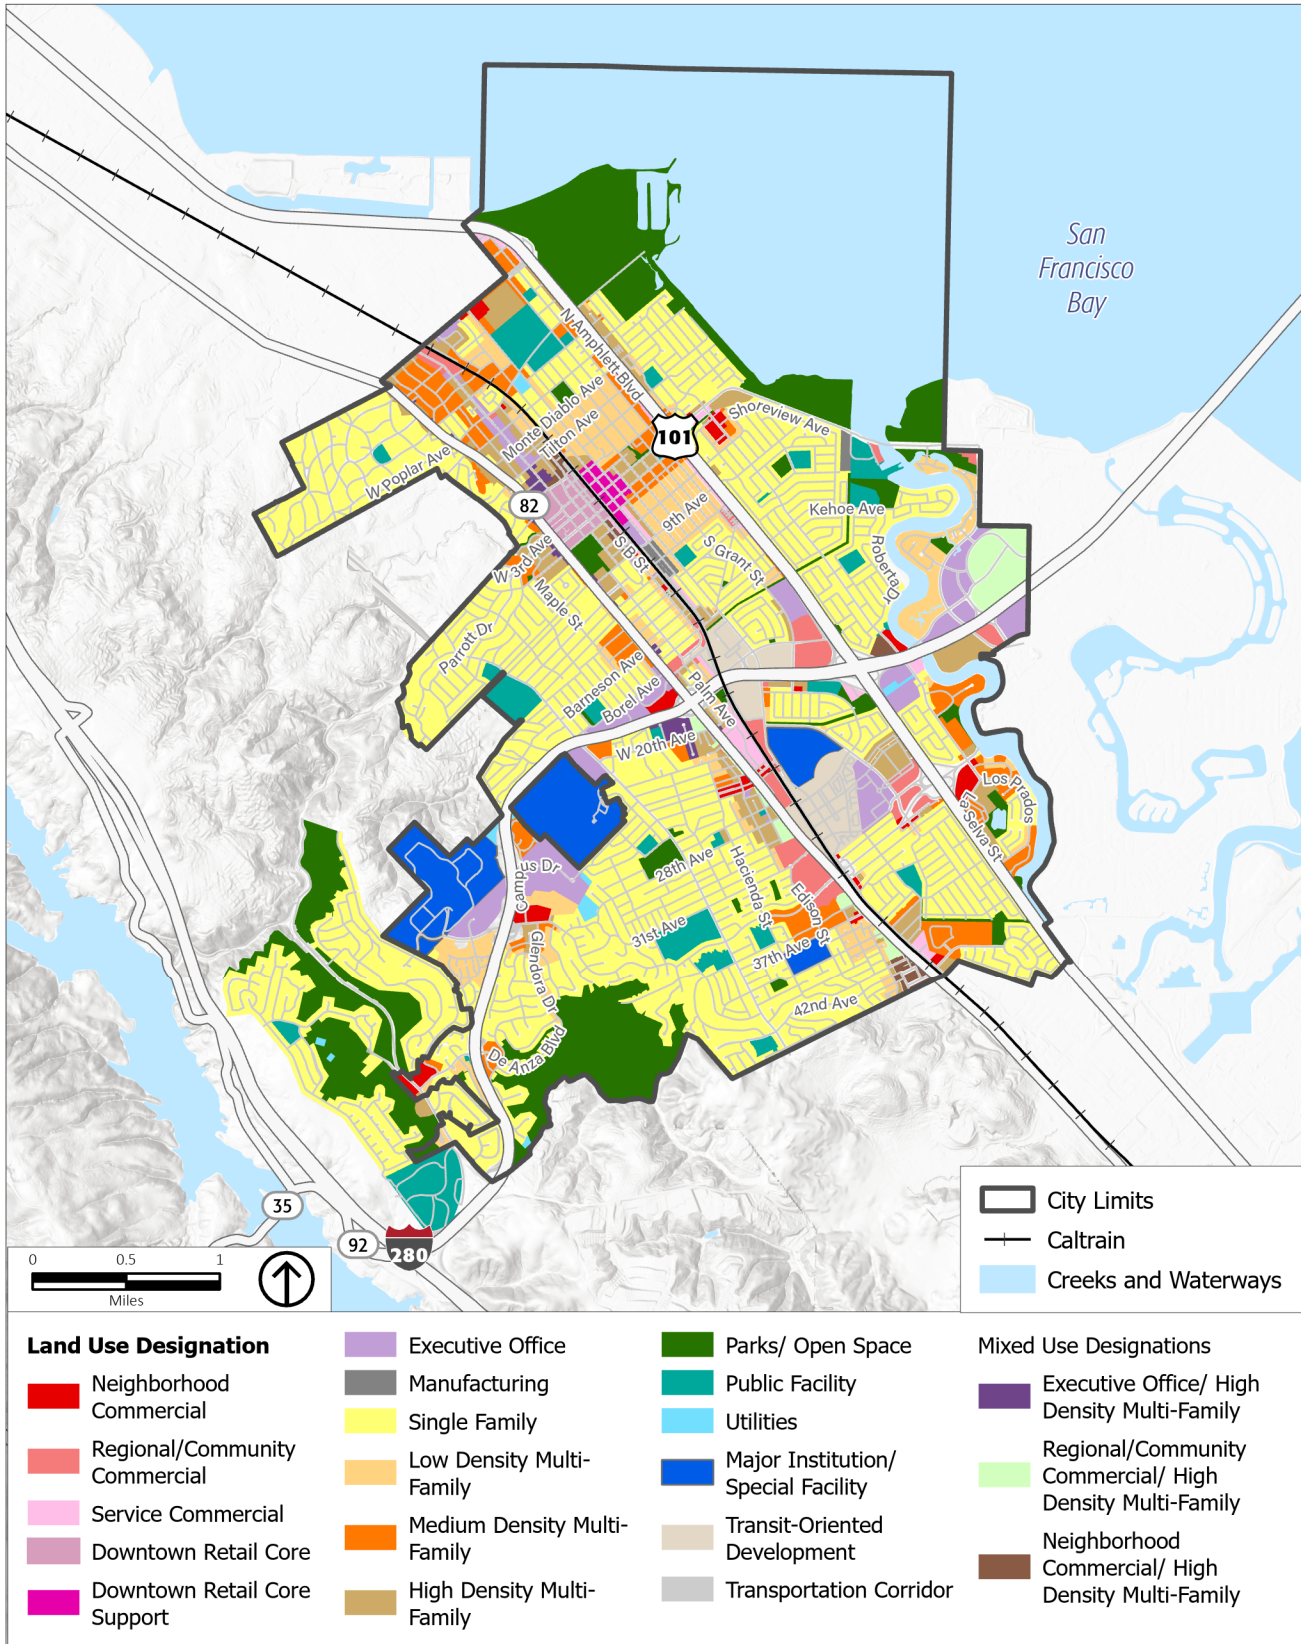 San
Francisco
Bay
N Amphlett Blvd
Monte Diablo Ave
Tilton Ave
101
Shoreview Ave
W Poplar Ave
82
9th Ave
Kehoe Ave
W 3rd Ave
S B St
S Grant St
Roberta Dr
Maple St
Parrott Dr
Barneson Ave
Borel Ave
Palm Ave
W 20th Ave
Los Prados
La Selva St
Campus Dr
28th Ave
Hacienda St
Edison St
31st Ave
37th Ave
Glendora Dr
42nd Ave
De Anza Blvd
35
92
280
0 0.5 1
Miles
City Limits
Caltrain
Creeks and Waterways
Land Use Designation
Neighborhood
Commercial
Regional/Community
Commercial
Service Commercial
Downtown Retail Core
Downtown Retail Core
Support
Executive Office
Manufacturing
Single Family
Low Density Multi-
Family
Medium Density Multi-
Family
High Density Multi-
Family
Parks/ Open Space
Public Facility
Utilities
Major Institution/
Special Facility
Transit-Oriented
Development
Transportation Corridor
Mixed Use Designations
Executive Office/ High
Density Multi-Family
Regional/Community
Commercial/ High
Density Multi-Family
Neighborhood
Commercial/ High
Density Multi-Family